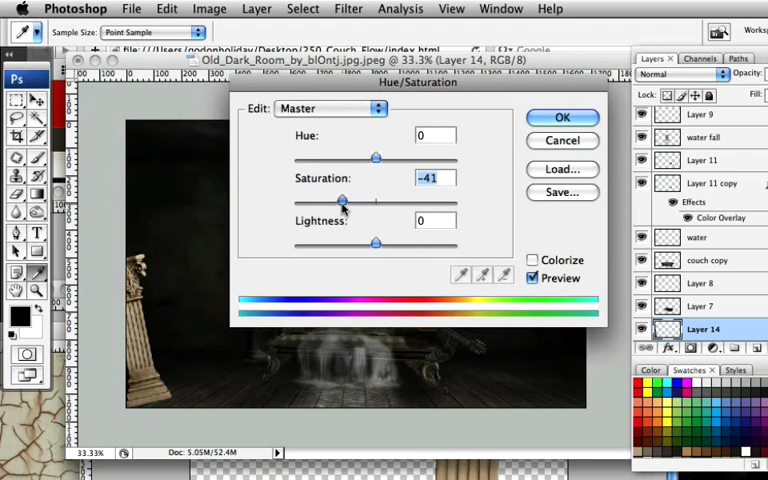 Photoshop File Edit Image Layer Select Filter Analysis View Window Help
Sample Size: Point Sample
file:///Users/godonholiday/Desktop/250_Couch_Flow/index.html
Google
Old_Dark_Room_by_blOntj.jpg.jpeg @ 33.3% (Layer 14, RGB/8)
Hue/Saturation
Edit: Master
Hue: 0
Saturation: -41
Lightness: 0
OK
Cancel
Load...
Save...
Colorize
Preview
Ps
33.33% Doc: 5.05M/52.4M
Layers Channels Paths
Normal Opacity:
Lock: Fill:
Layer 9
water fall
Layer 11
Layer 11 copy
Effects
Color Overlay
water
couch copy
Layer 8
Layer 7
Layer 14
Color Swatches Styles